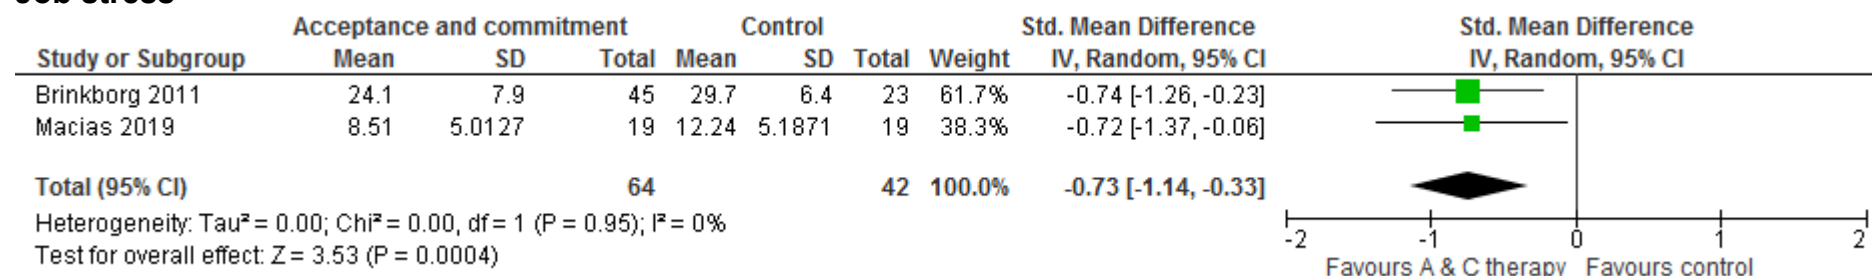 Job stress
Acceptance and commitment Control Std. Mean Difference Std. Mean Difference
Study or Subgroup Mean SD Total Mean SD Total Weight IV, Random, 95% CI IV, Random, 95% CI
Brinkborg 2011 24.1 7.9 45 29.7 6.4 23 61.7% -0.74 [-1.26, -0.23]
Macias 2019 8.51 5.0127 19 12.24 5.1871 19 38.3% -0.72 [-1.37, -0.06]
Total (95% CI) 64 42 100.0% -0.73 [-1.14, -0.33]
Heterogeneity: Tau² = 0.00; Chi² = 0.00, df = 1 (P = 0.95); I² = 0%
Test for overall effect: Z = 3.53 (P = 0.0004)
-2 -1 0 1 2
Favours A & C therapy Favours control